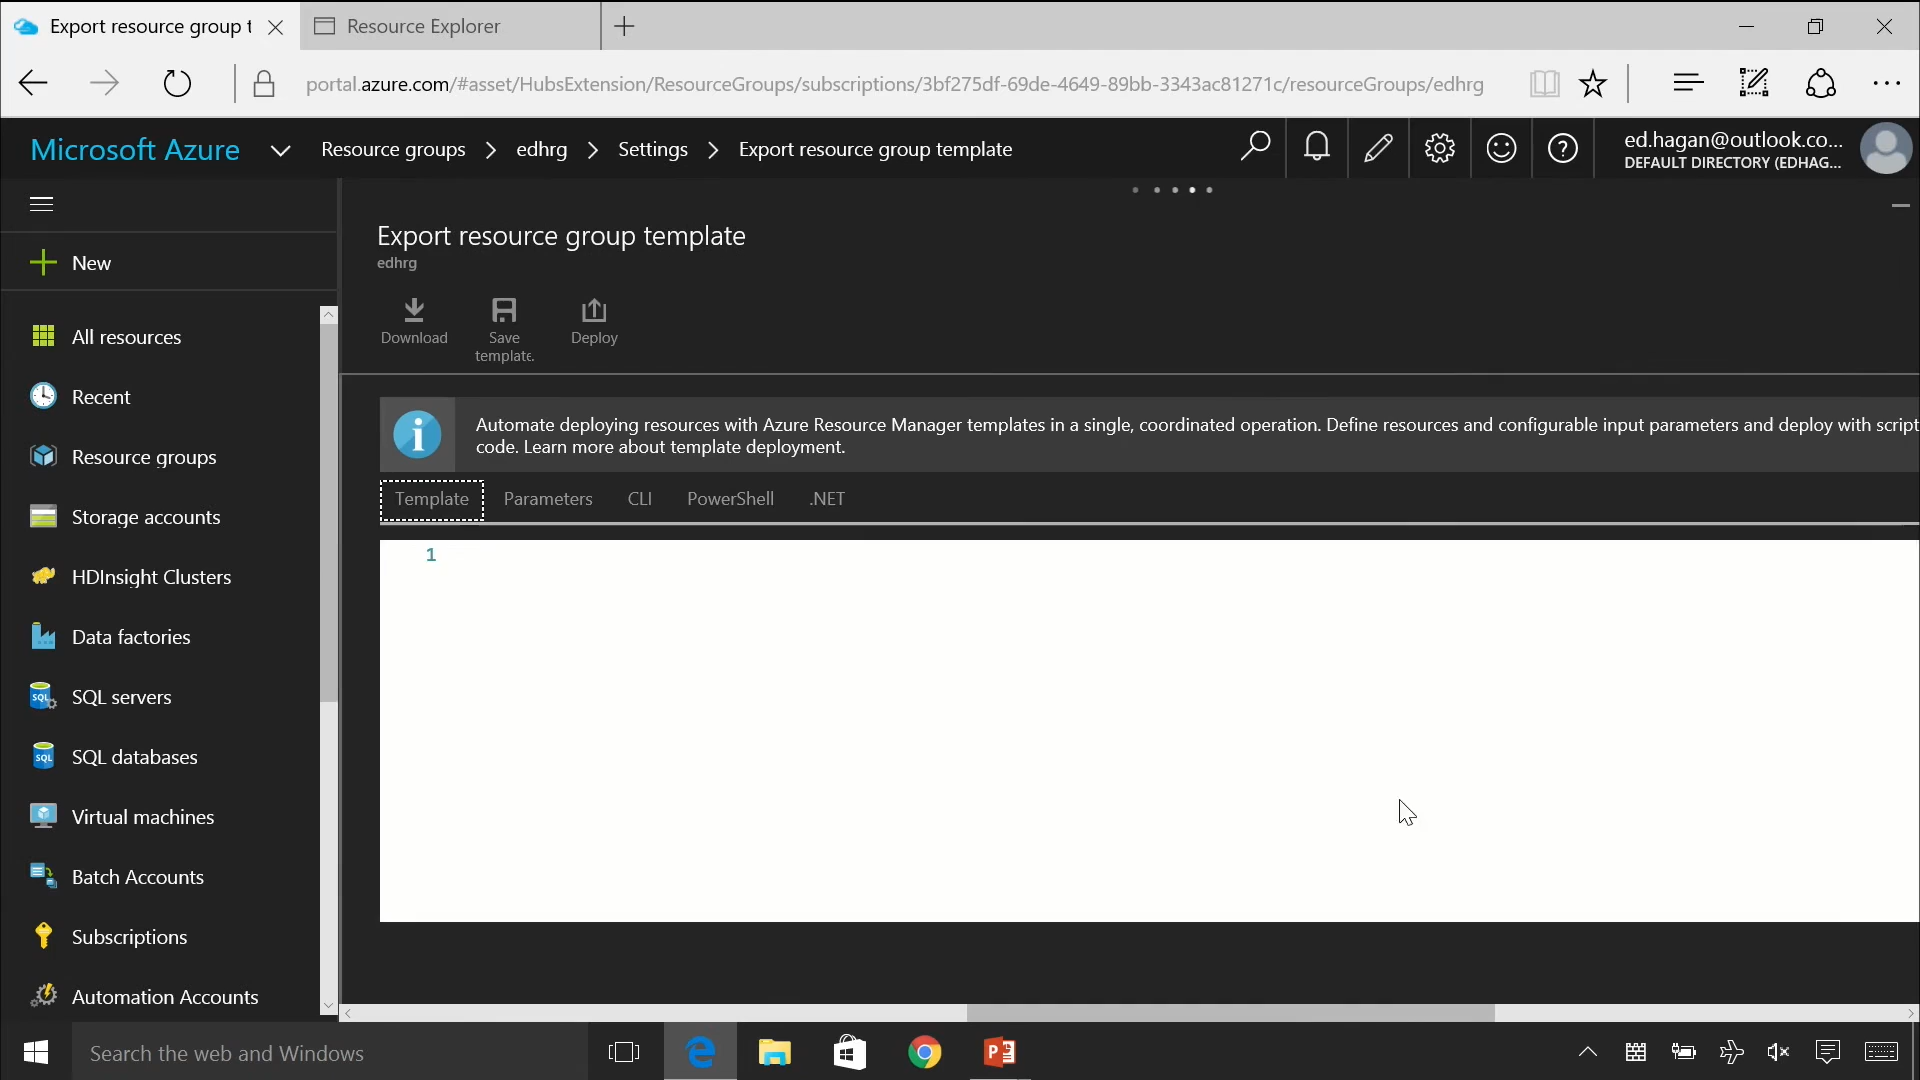 Export resource group t
Resource Explorer
portal.azure.com/#asset/HubsExtension/ResourceGroups/subscriptions/3bf275df-69de-4649-89bb-3343ac81271c/resourceGroups/edhrg
Microsoft Azure
Resource groups > edhrg > Settings > Export resource group template
ed.hagan@outlook.co...
DEFAULT DIRECTORY (EDHAG...
New
All resources
Recent
Resource groups
Storage accounts
HDInsight Clusters
Data factories
SQL servers
SQL databases
Virtual machines
Batch Accounts
Subscriptions
Automation Accounts
Export resource group template
edhrg
Download
Save
template.
Deploy
Automate deploying resources with Azure Resource Manager templates in a single, coordinated operation. Define resources and configurable input parameters and deploy with script
code. Learn more about template deployment.
Template Parameters CLI PowerShell .NET
1
Search the web and Windows